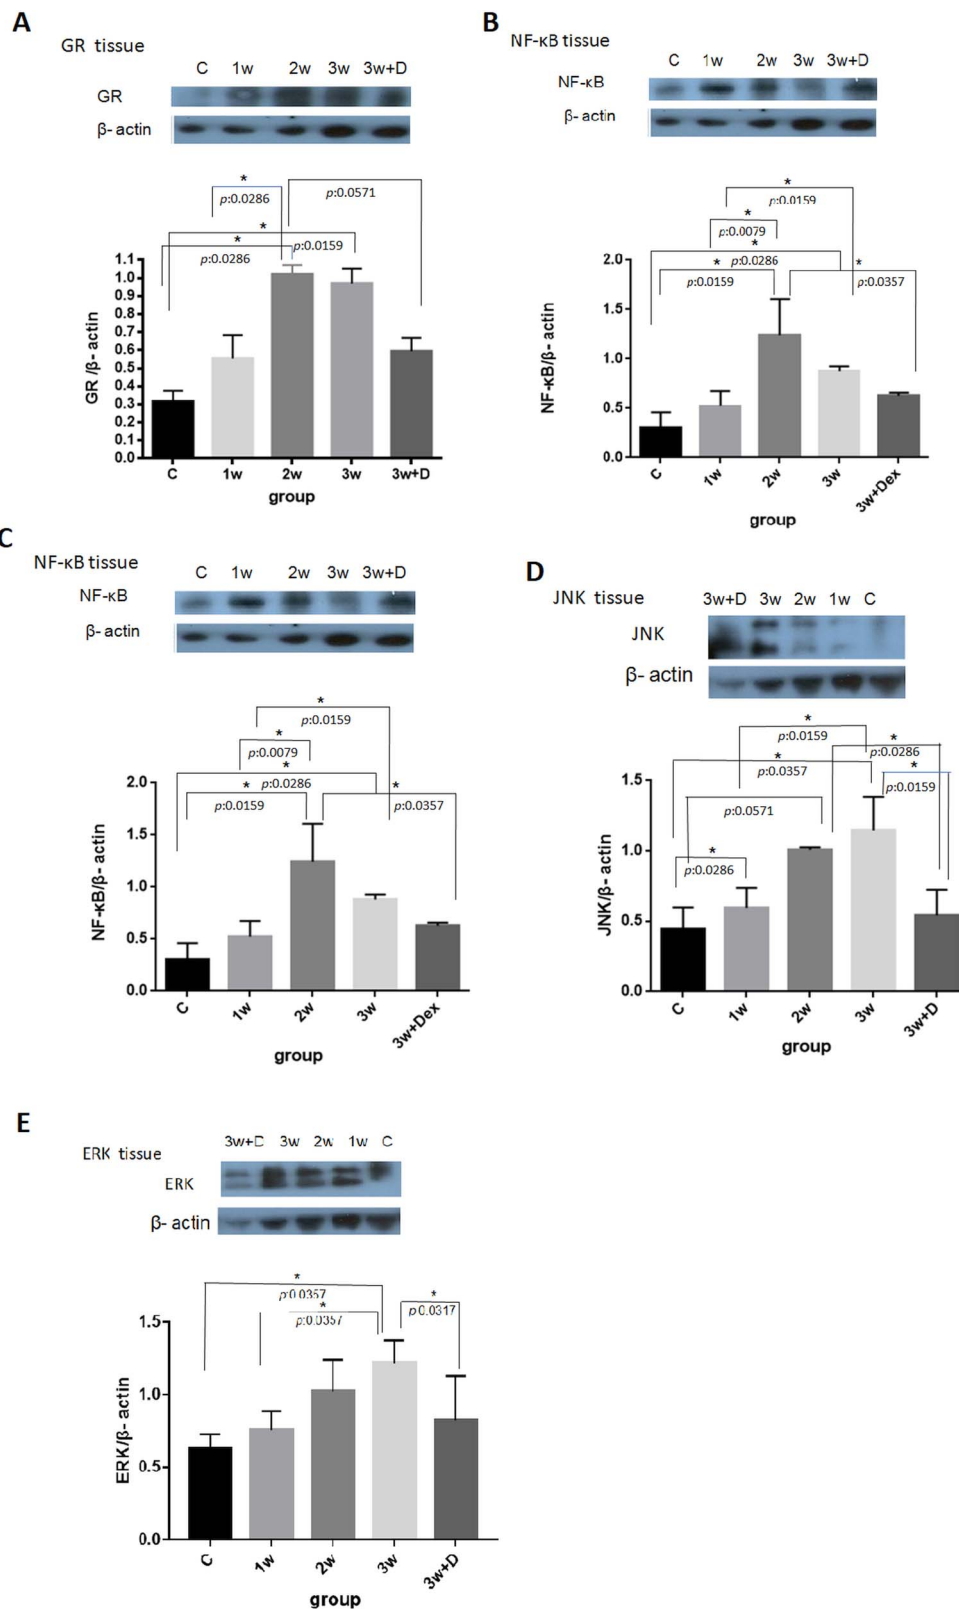 A
GR tissue
C 1w 2w 3w 3w+D
GR
β- actin
*
p:0.0286
p:0.0571
*
*
p:0.0159
p:0.0286
GR /β- actin
1.1
1.0
0.9
0.8
0.7
0.6
0.5
0.4
0.3
0.2
0.1
0.0
C 1w 2w 3w 3w+D
group
B
NF-κB tissue
C 1w 2w 3w 3w+D
NF-κB
β- actin
*
p:0.0159
*
p:0.0079
*
p:0.0286
*
p:0.0159
*
p:0.0357
NF-κB/β- actin
2.0
1.5
1.0
0.5
0.0
C 1w 2w 3w 3w+Dex
group
C
NF-κB tissue
C 1w 2w 3w 3w+D
NF-κB
β- actin
*
p:0.0159
*
p:0.0079
*
p:0.0286
*
p:0.0159
*
p:0.0357
NF-κB/β- actin
2.0
1.5
1.0
0.5
0.0
C 1w 2w 3w 3w+Dex
group
D
JNK tissue
3w+D 3w 2w 1w C
JNK
β- actin
*
p:0.0159
*
p:0.0286
*
p:0.0357
*
p:0.0159
p:0.0571
*
p:0.0286
JNK/β- actin
1.5
1.0
0.5
0.0
C 1w 2w 3w 3w+D
group
E
ERK tissue
3w+D 3w 2w 1w C
ERK
β- actin
*
p:0.0357
*
p:0.0357
*
p0.0317
ERK/β- actin
1.5
1.0
0.5
0.0
C 1w 2w 3w 3w+D
group